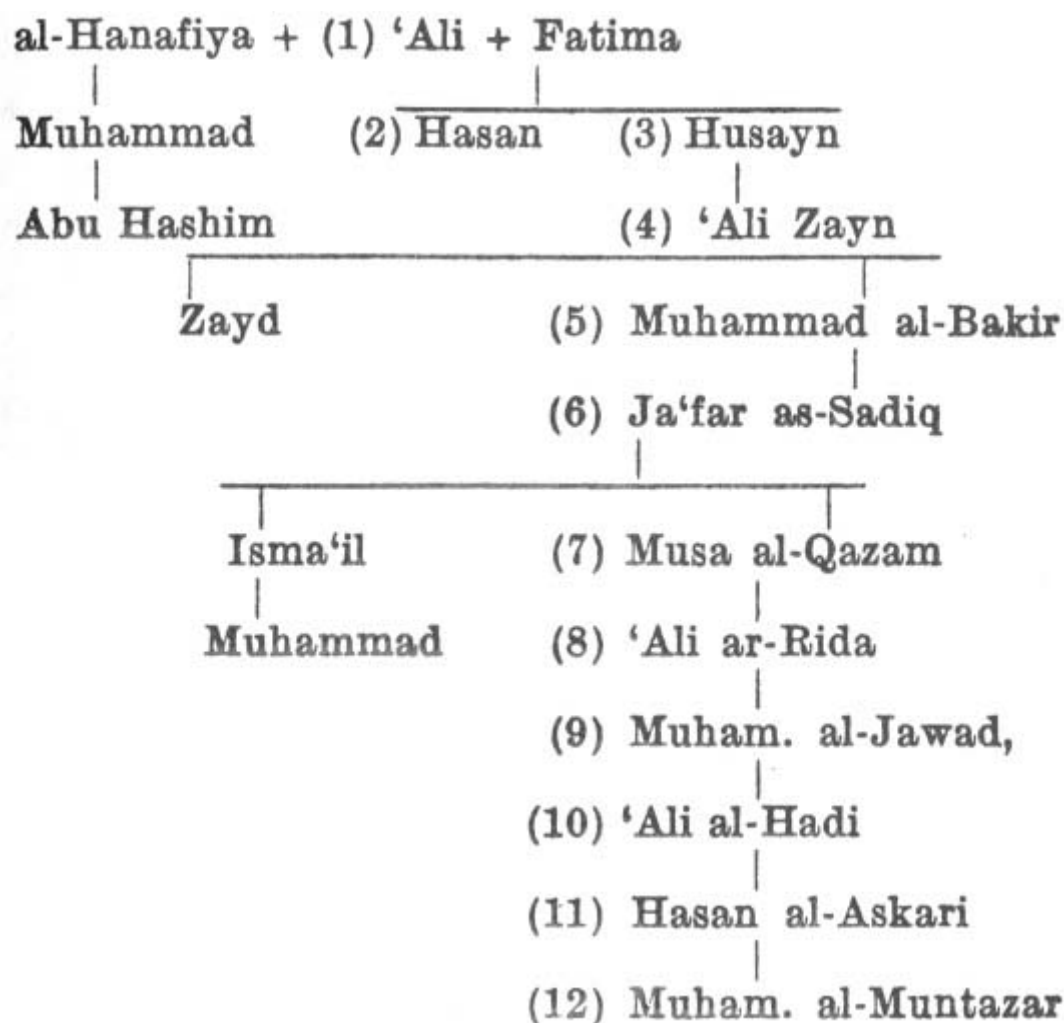 al-Hanafiya + (1) ‘Ali + Fatima
Muhammad (2) Hasan (3) Husayn
Abu Hashim (4) ‘Ali Zayn
Zayd (5) Muhammad al-Bakir
(6) Ja‘far as-Sadiq
Isma‘il (7) Musa al-Qazam
Muhammad (8) ‘Ali ar-Rida
(9) Muham. al-Jawad,
(10) ‘Ali al-Hadi
(11) Hasan al-Askari
(12) Muham. al-Muntazar